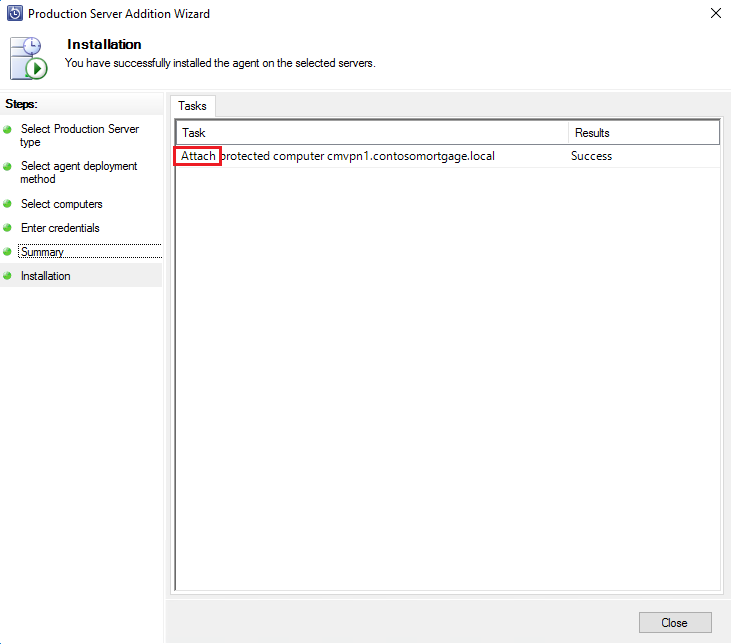 Production Server Addition Wizard
Installation
You have successfully installed the agent on the selected servers.
Steps:
Select Production Server
type
Select agent deployment
method
Select computers
Enter credentials
Summary
Installation
Tasks
Task Results
Attach protected computer cmvpn1.contosomortgage.local Success
Close